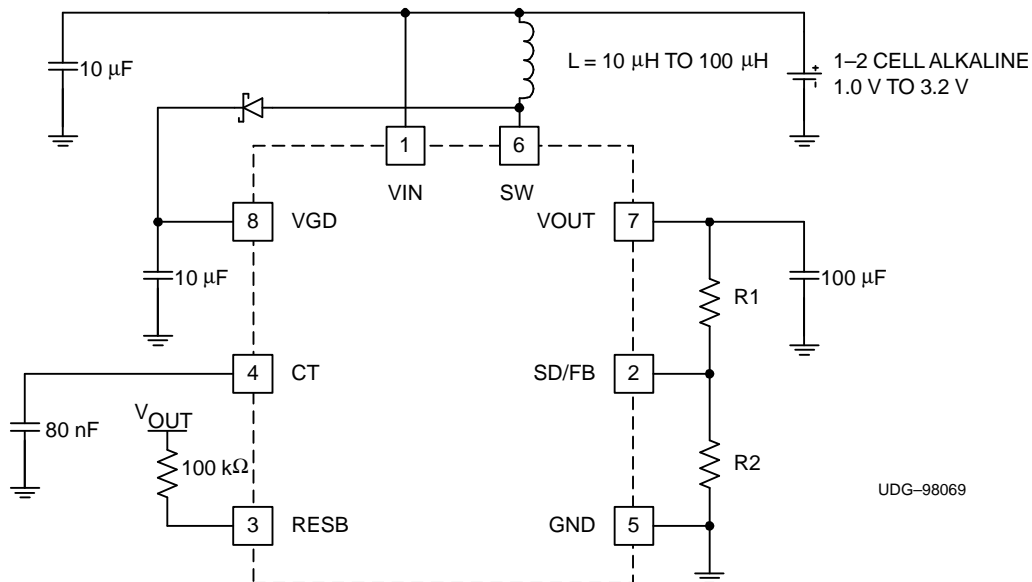 10 μF
L = 10 μH TO 100 μH
1–2 CELL ALKALINE
1.0 V TO 3.2 V
+
1
6
VIN
SW
8
VGD
VOUT
7
10 μF
R1
100 μF
4
CT
SD/FB
2
80 nF
VOUT
100 kΩ
R2
UDG–98069
3
RESB
GND
5